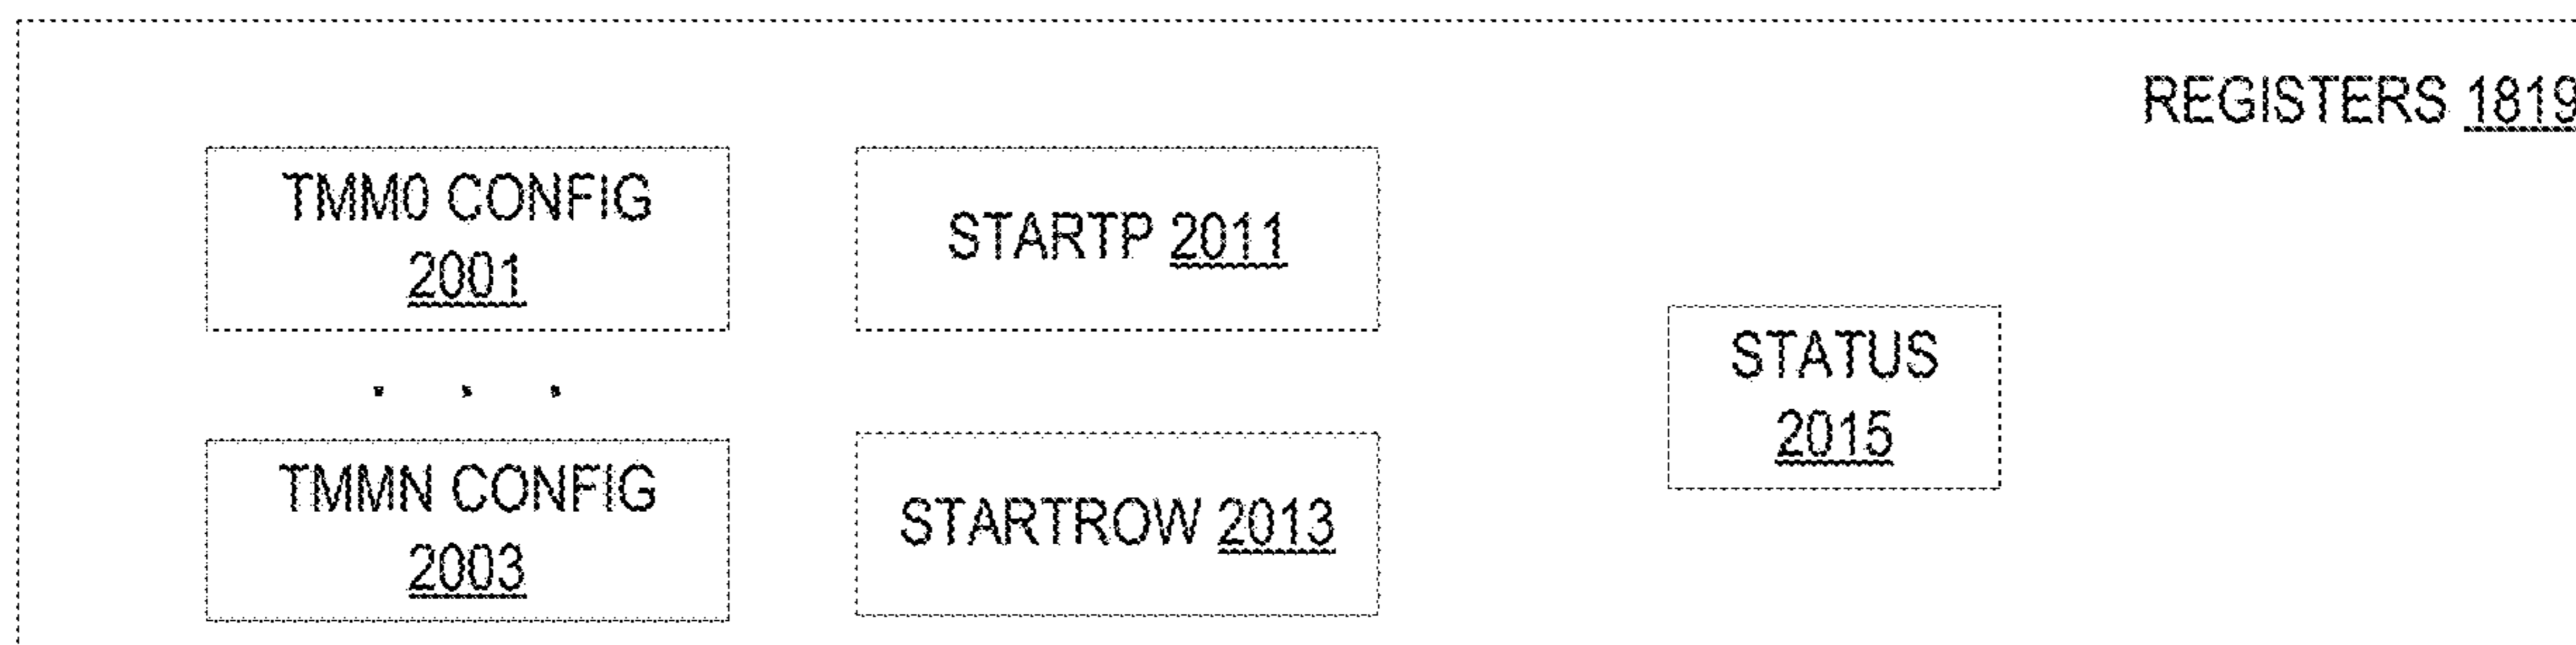 REGISTERS 1819
TMM0 CONFIG
2001
STARTP 2011
STATUS
2015
. . .
TMMN CONFIG
2003
STARTROW 2013